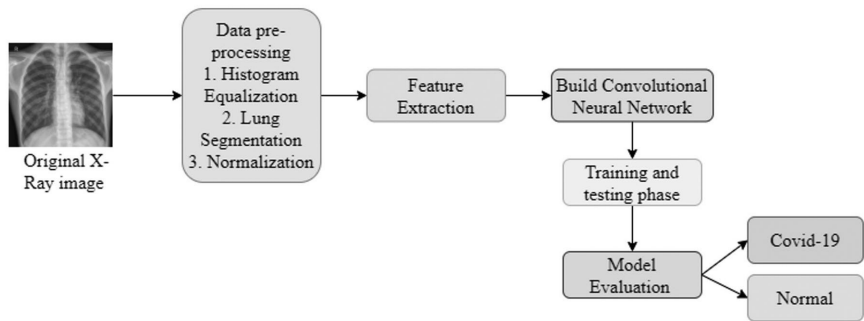 Original X-
Ray image
Data pre-
processing
1. Histogram
Equalization
2. Lung
Segmentation
3. Normalization
Feature
Extraction
Build Convolutional
Neural Network
Training and
testing phase
Model
Evaluation
Covid-19
Normal